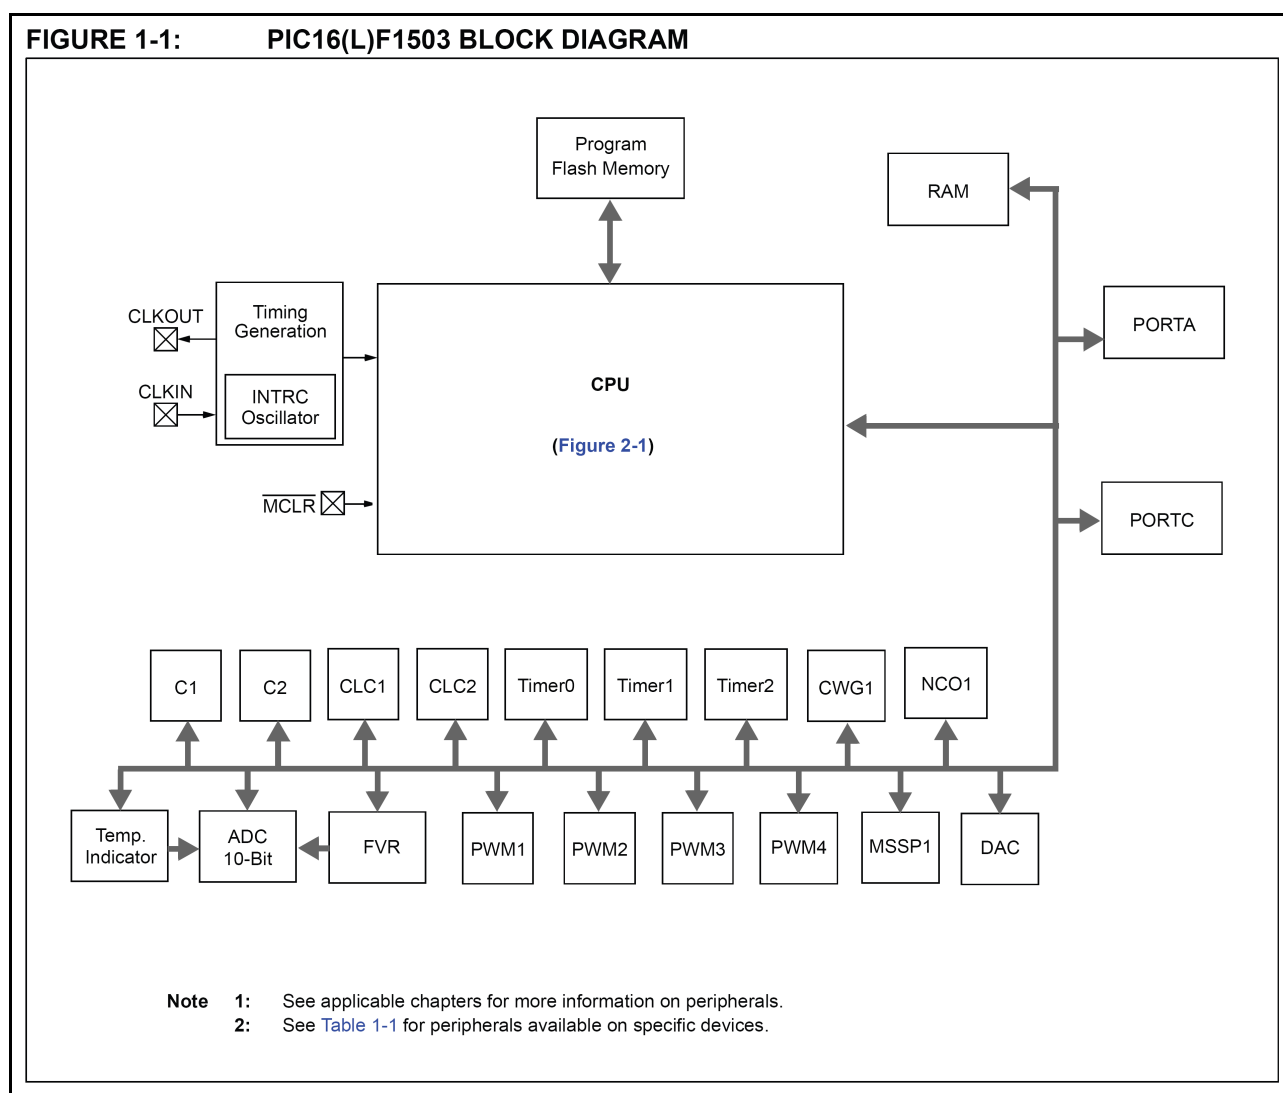 FIGURE 1-1: PIC16(L)F1503 BLOCK DIAGRAM
Program
Flash Memory
RAM
Timing
Generation
CLKOUT
PORTA
CLKIN
INTRC
Oscillator
CPU
(Figure 2-1)
MCLR
PORTC
C1
C2
CLC1
CLC2
Timer0
Timer1
Timer2
CWG1
NCO1
Temp.
Indicator
ADC
10-Bit
FVR
PWM1
PWM2
PWM3
PWM4
MSSP1
DAC
Note 1: See applicable chapters for more information on peripherals.
2: See Table 1-1 for peripherals available on specific devices.